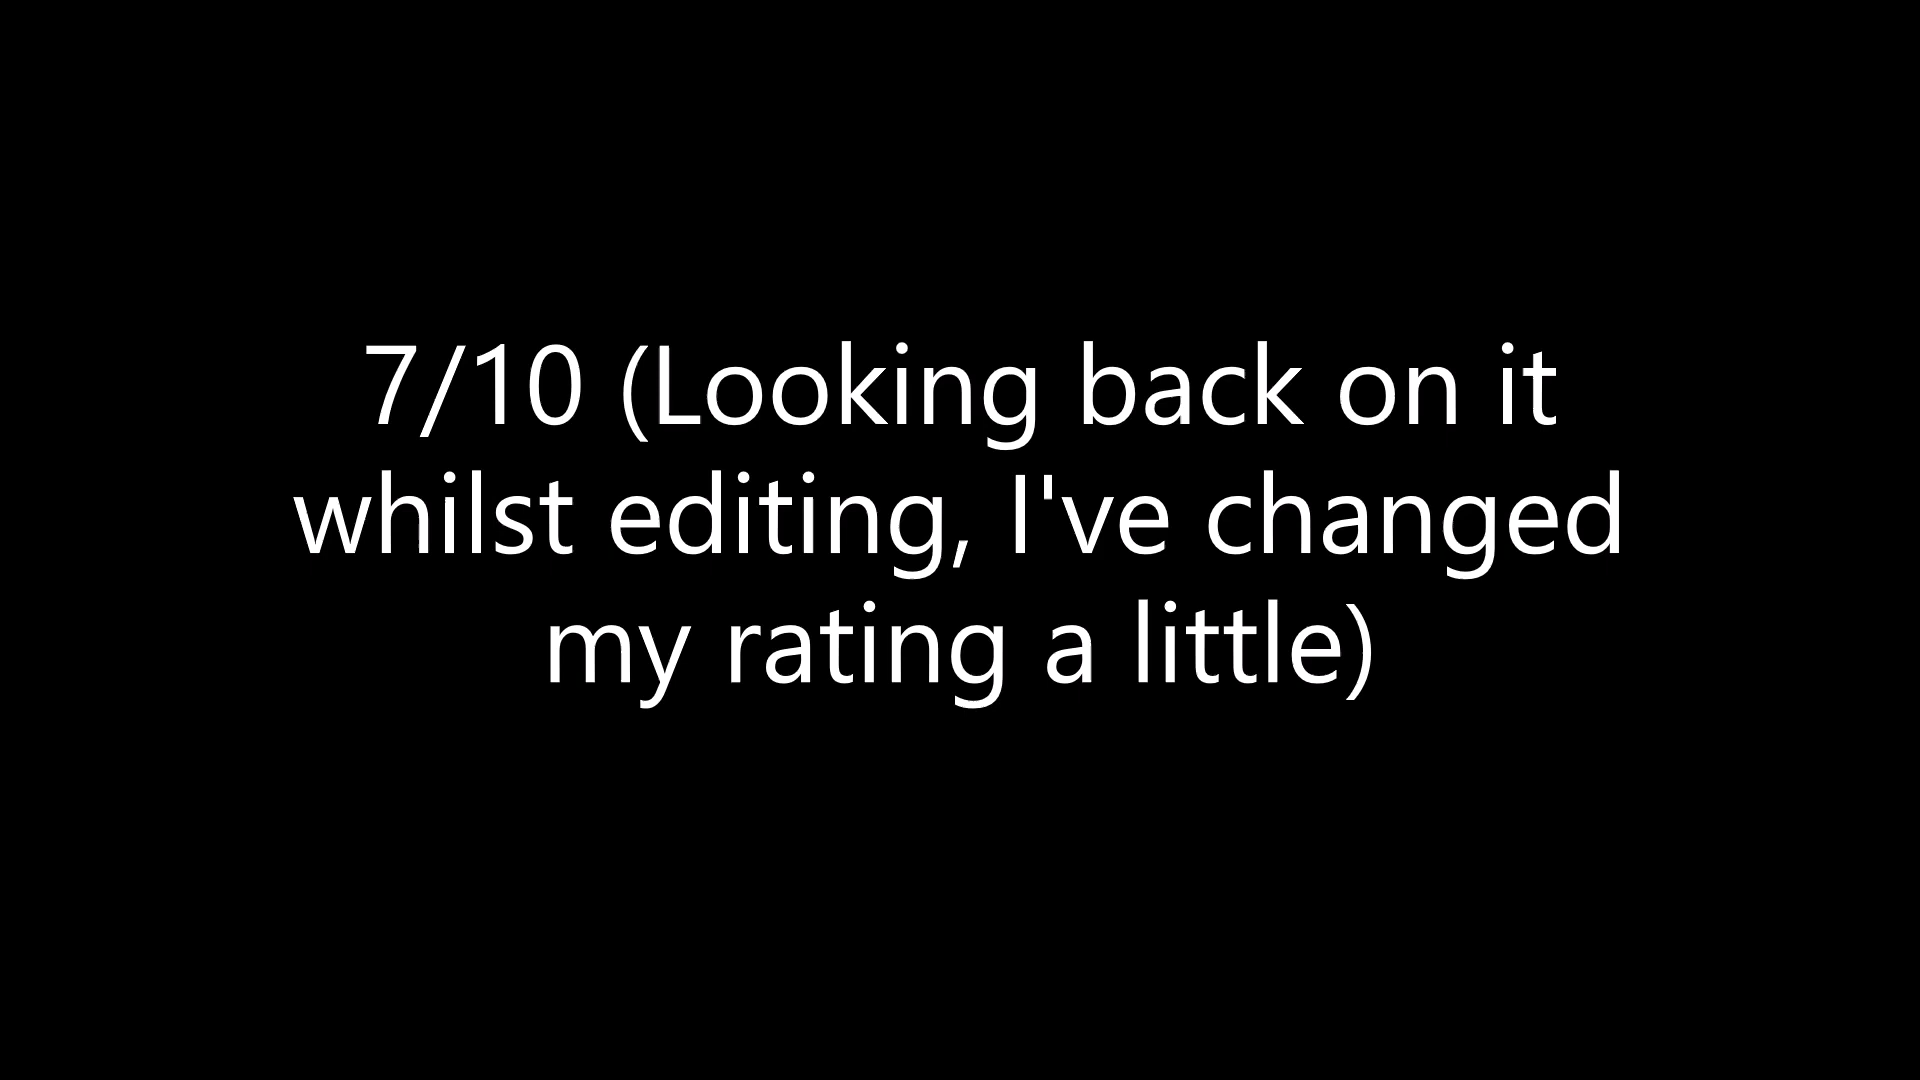 7/10 (Looking back on it
whilst editing, I've changed
my rating a little)